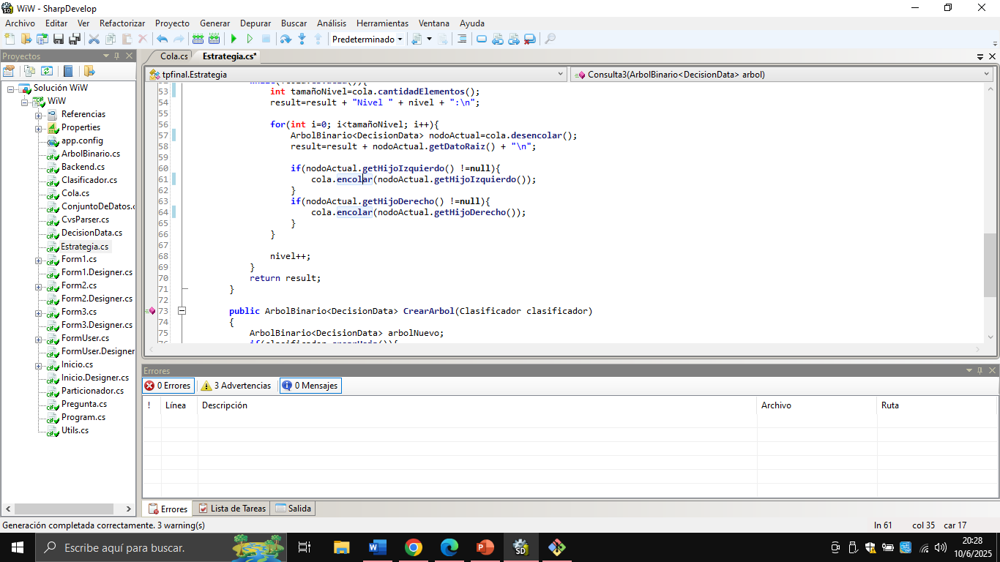 WiW - SharpDevelop
Archivo Editar Ver Refactorizar Proyecto Generar Depurar Buscar Análisis Herramientas Ventana Ayuda
Predeterminado
Proyectos
Cola.cs Estrategia.cs*
tpfinal.Estrategia Consulta3(ArbolBinario<DecisionData> arbol)
Solución WiW
WiW
Referencias
Properties
app.config
ArbolBinario.cs
Backend.cs
Clasificador.cs
Cola.cs
ConjuntoDeDatos.c
CvsParser.cs
DecisionData.cs
Estrategia.cs
Form1.cs
Form1.Designer.cs
Form2.cs
Form2.Designer.cs
Form3.cs
Form3.Designer.cs
FormUser.cs
FormUser.Designer
Inicio.cs
Inicio.Designer.cs
Particionador.cs
Pregunta.cs
Program.cs
Utils.cs
53 int tamañoNivel=cola.cantidadElementos();
54 result=result + "Nivel " + nivel + ":\n";
55
56 for(int i=0; i<tamañoNivel; i++){
57 ArbolBinario<DecisionData> nodoActual=cola.desencolar();
58 result=result + nodoActual.getDatoRaiz() + "\n";
59
60 if(nodoActual.getHijoIzquierdo() !=null){
61 cola.encolar(nodoActual.getHijoIzquierdo());
62 }
63 if(nodoActual.getHijoDerecho() !=null){
64 cola.encolar(nodoActual.getHijoDerecho());
65 }
66 }
67
68 nivel++;
69 }
70 return result;
71 }
72
73 public ArbolBinario<DecisionData> CrearArbol(Clasificador clasificador)
74 {
75 ArbolBinario<DecisionData> arbolNuevo;
Errores
0 Errores 3 Advertencias 0 Mensajes
! Línea Descripción Archivo Ruta
Errores Lista de Tareas Salida
Generación completada correctamente. 3 warning(s) ln 61 col 35 car 17
Escribe aquí para buscar.
20:28
10/6/2025